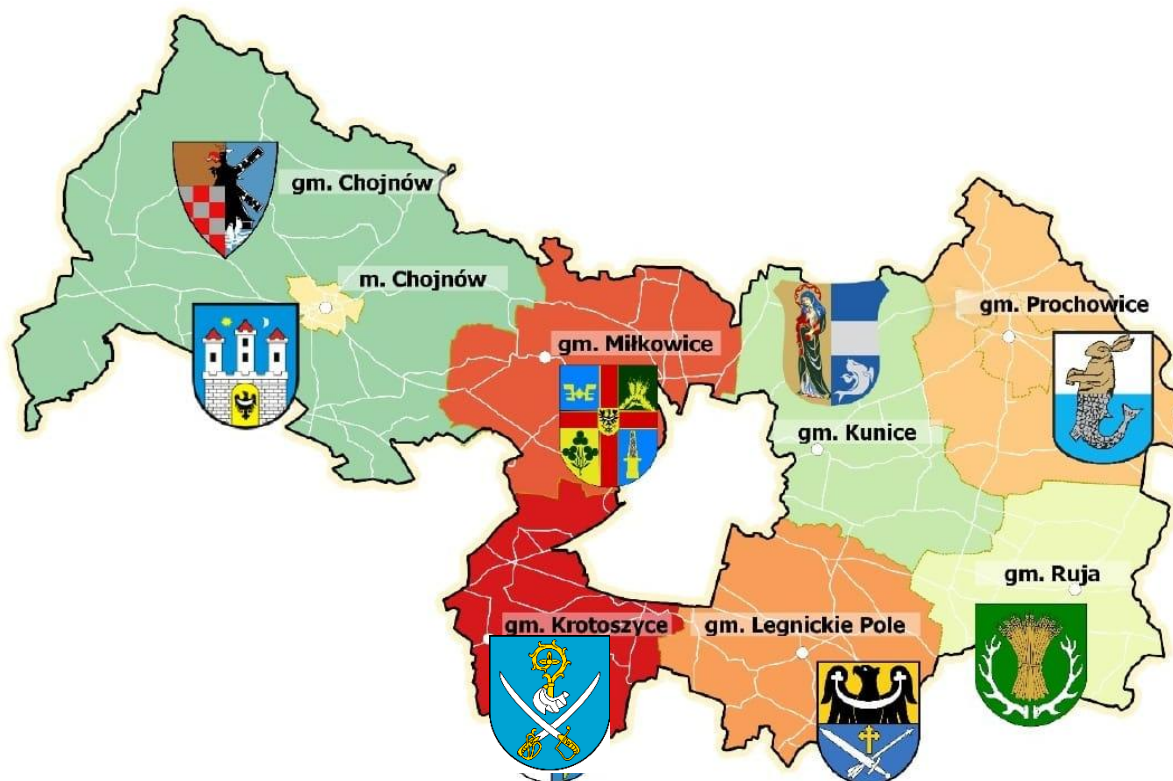 gm. Chojnów
m. Chojnów
gm. Prochowice
gm. Miłkowice
gm. Kunice
gm. Ruja
gm. Krotoszyce
gm. Legnickie Pole